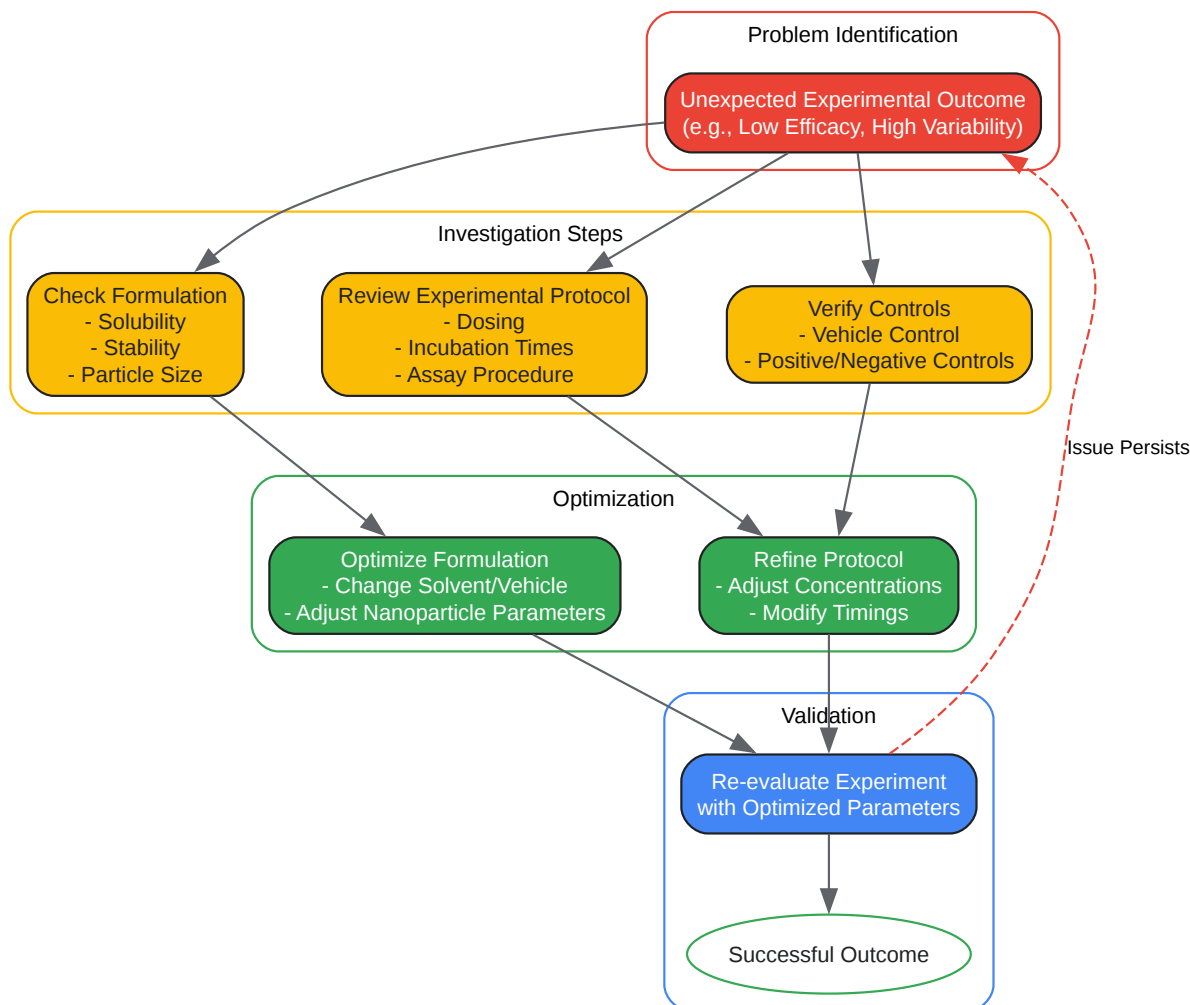 Problem Identification
Unexpected Experimental Outcome
(e.g., Low Efficacy, High Variability)
Investigation Steps
Check Formulation
- Solubility
- Stability
- Particle Size
Review Experimental Protocol
- Dosing
- Incubation Times
- Assay Procedure
Verify Controls
- Vehicle Control
- Positive/Negative Controls
Issue Persists
Optimization
Optimize Formulation
- Change Solvent/Vehicle
- Adjust Nanoparticle Parameters
Refine Protocol
- Adjust Concentrations
- Modify Timings
Validation
Re-evaluate Experiment
with Optimized Parameters
Successful Outcome